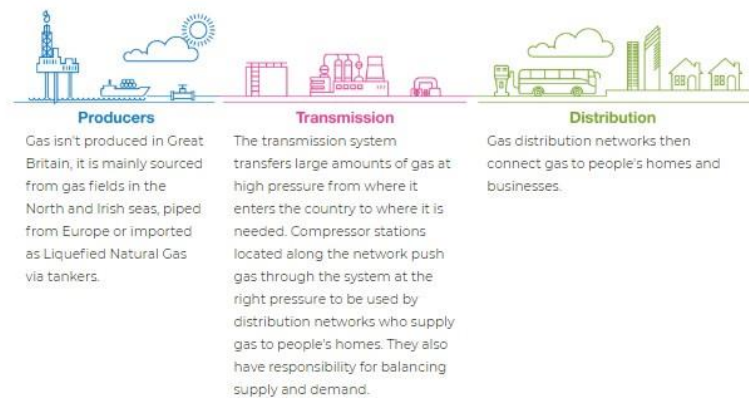 Producers
Gas isn't produced in Great
Britain, it is mainly sourced
from gas fields in the
North and Irish seas, piped
from Europe or imported
as Liquefied Natural Gas
via tankers.
Transmission
The transmission system
transfers large amounts of gas at
high pressure from where it
enters the country to where it is
needed. Compressor stations
located along the network push
gas through the system at the
right pressure to be used by
distribution networks who supply
gas to people's homes. They also
have responsibility for balancing
supply and demand.
Distribution
Gas distribution networks then
connect gas to people's homes and
businesses.